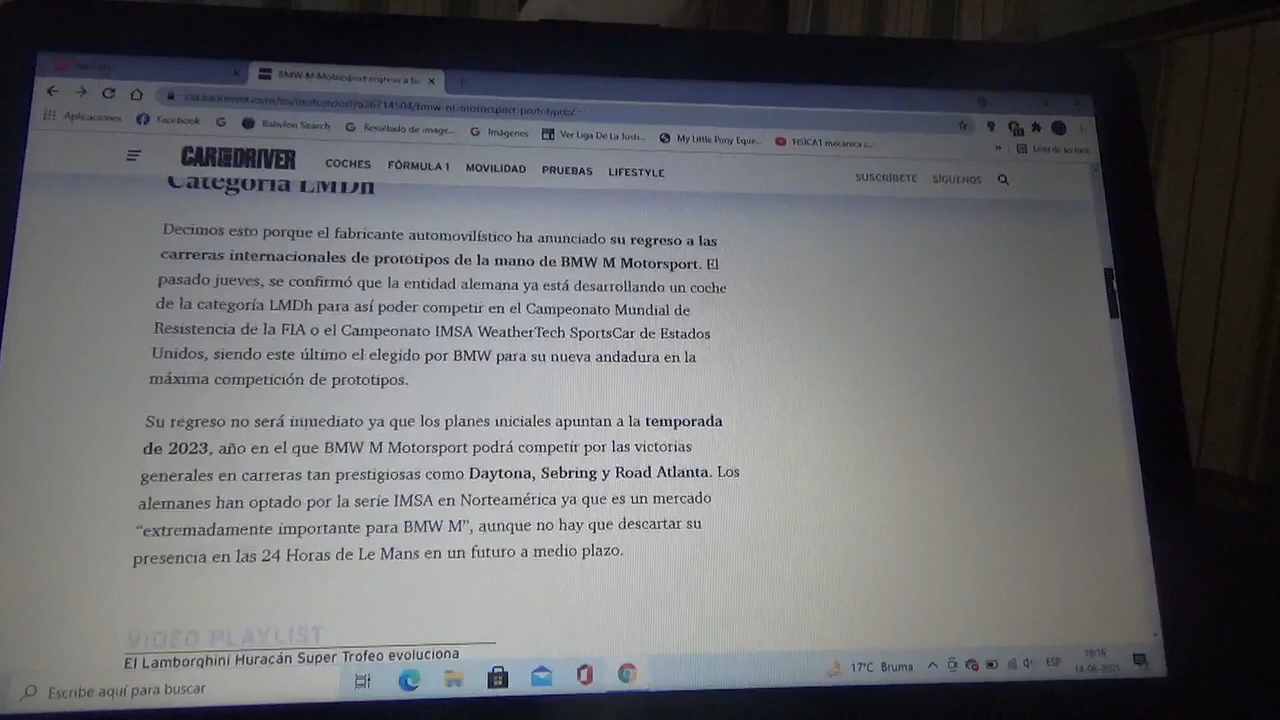 BMW M Motorsport regresa a la
Aplicaciones Facebook G Babylon Search Resultado de image... Imágenes Ver Liga De La Justi... My Little Pony Eque... FISICA1 mecanica c... » Lista de lectura
CAR AND DRIVER COCHES FÓRMULA 1 MOVILIDAD PRUEBAS LIFESTYLE SUSCRÍBETE SÍGUENOS
Categoría LMDh
Decimos esto porque el fabricante automovilístico ha anunciado su regreso a las
carreras internacionales de prototipos de la mano de BMW M Motorsport. El
pasado jueves, se confirmó que la entidad alemana ya está desarrollando un coche
de la categoría LMDh para así poder competir en el Campeonato Mundial de
Resistencia de la FIA o el Campeonato IMSA WeatherTech SportsCar de Estados
Unidos, siendo este último el elegido por BMW para su nueva andadura en la
máxima competición de prototipos.
Su regreso no será inmediato ya que los planes iniciales apuntan a la temporada
de 2023, año en el que BMW M Motorsport podrá competir por las victorias
generales en carreras tan prestigiosas como Daytona, Sebring y Road Atlanta. Los
alemanes han optado por la serie IMSA en Norteamérica ya que es un mercado
“extremadamente importante para BMW M”, aunque no hay que descartar su
presencia en las 24 Horas de Le Mans en un futuro a medio plazo.
VIDEO PLAYLIST
El Lamborghini Huracán Super Trofeo evoluciona
Escribe aquí para buscar 17°C Bruma ESP